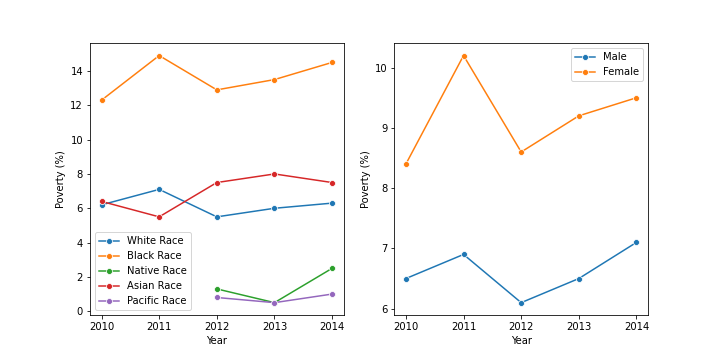 14
12
10
8
6
4
2
0
Poverty (%)
White Race
Black Race
Native Race
Asian Race
Pacific Race
2010 2011 2012 2013 2014
Year
10
9
8
7
6
Poverty (%)
Male
Female
2010 2011 2012 2013 2014
Year